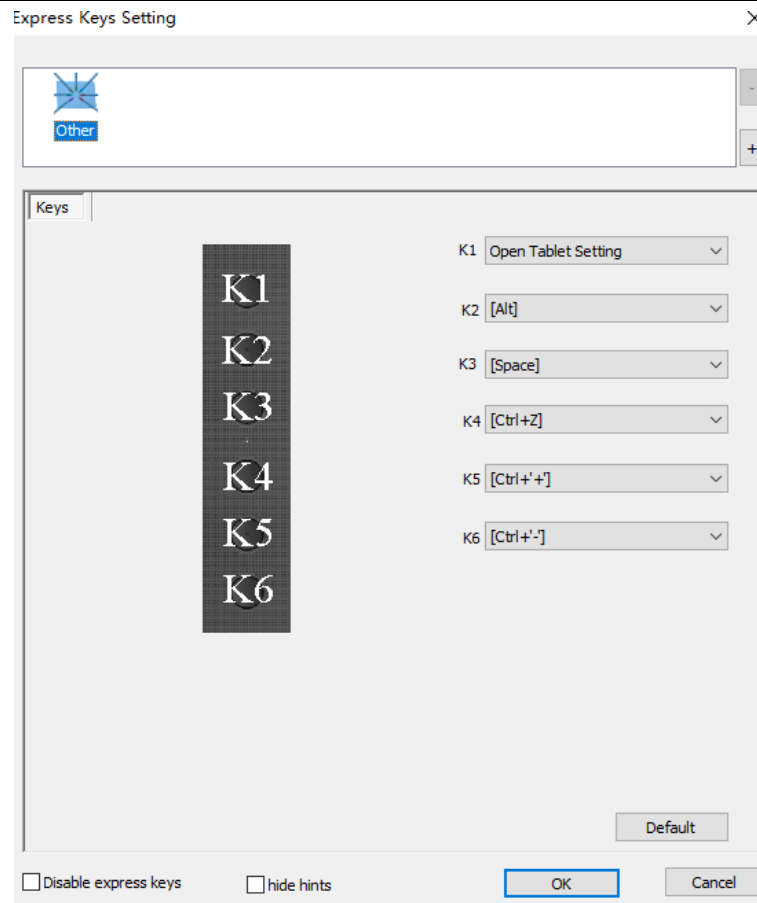 Express Keys Setting
-
Other
+
Keys
K1
K2
K3
K4
K5
K6
K1 Open Tablet Setting
K2 [Alt]
K3 [Space]
K4 [Ctrl+Z]
K5 [Ctrl+'+']
K6 [Ctrl+'-']
Default
Disable express keys hide hints OK Cancel